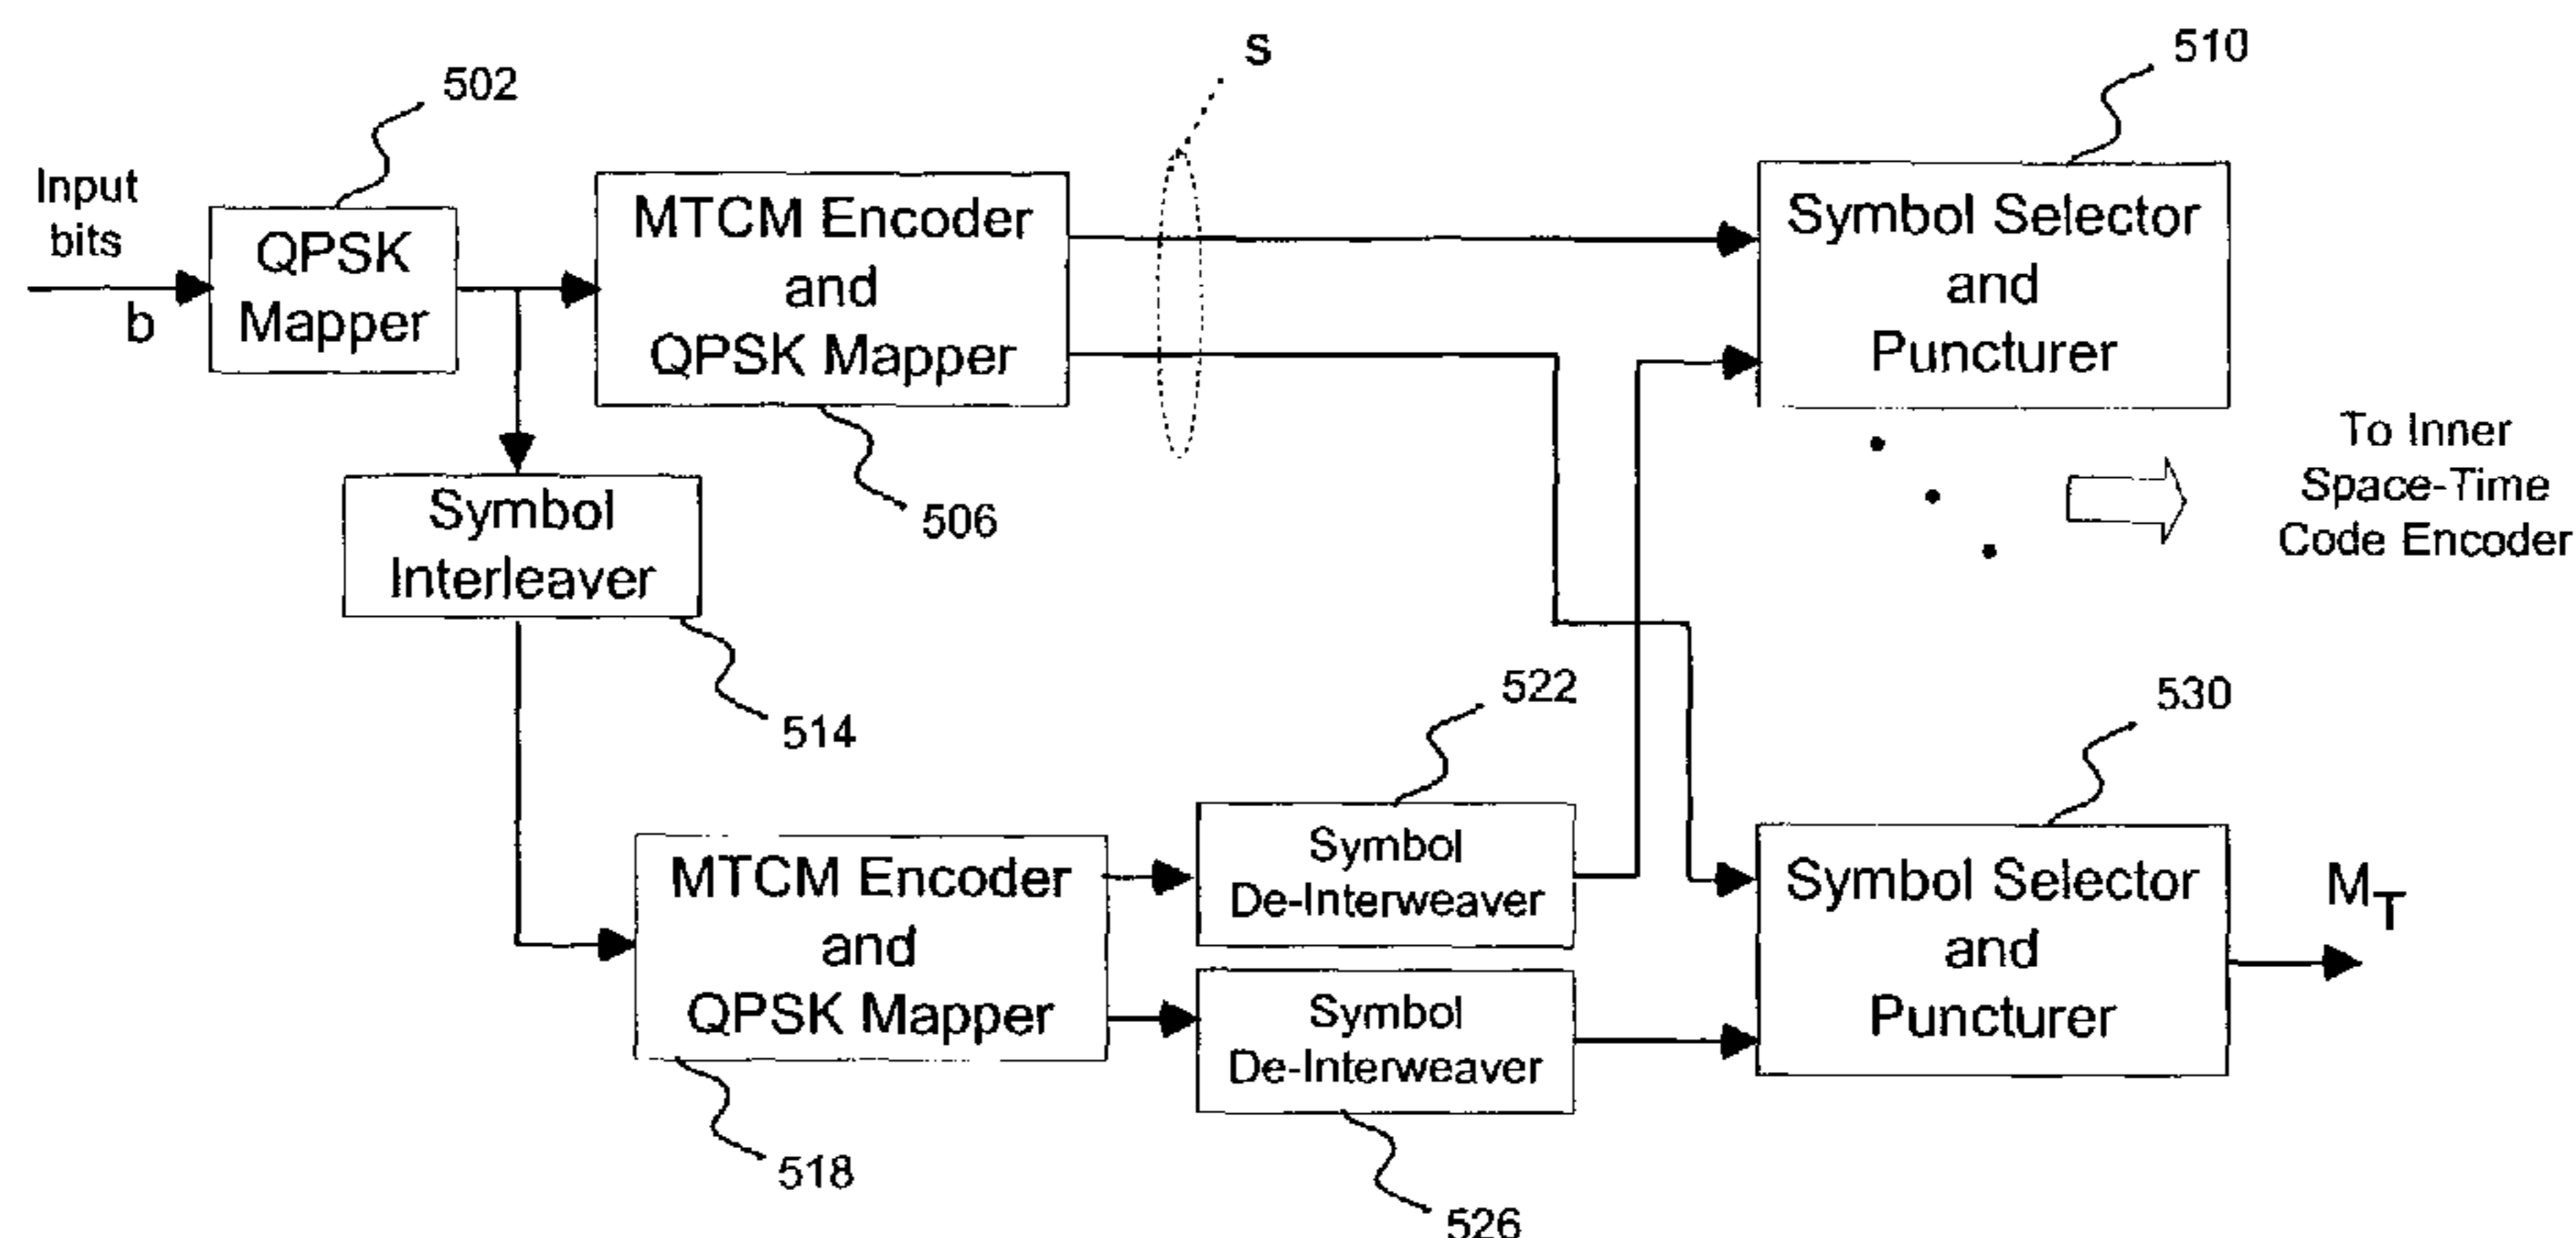 S
510
502
Input
bits
b
QPSK
Mapper
MTCM Encoder
and
QPSK Mapper
Symbol Selector
and
Puncturer
506
To Inner
Space-Time
Code Encoder
Symbol
Interleaver
514
522
530
MTCM Encoder
and
QPSK Mapper
Symbol
De-Interweaver
Symbol
De-Interweaver
Symbol Selector
and
Puncturer
MT
518
526